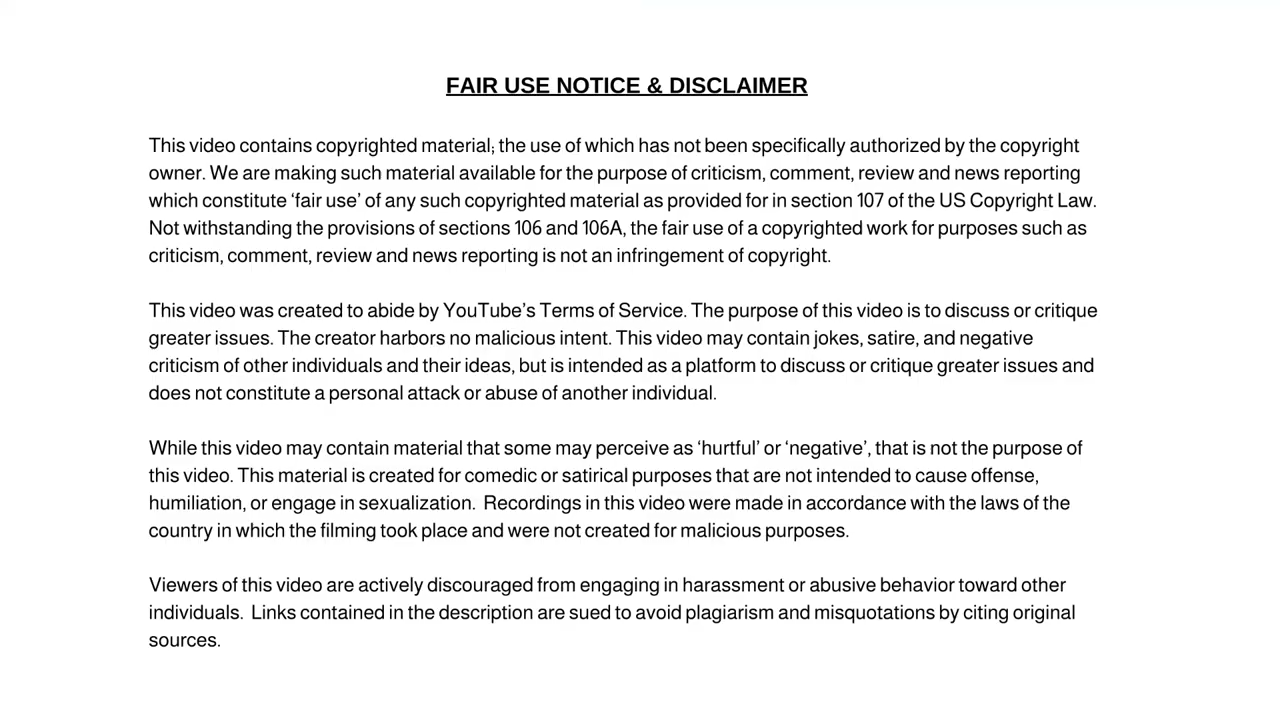 FAIR USE NOTICE & DISCLAIMER
This video contains copyrighted material; the use of which has not been specifically authorized by the copyright
owner. We are making such material available for the purpose of criticism, comment, review and news reporting
which constitute ‘fair use’ of any such copyrighted material as provided for in section 107 of the US Copyright Law.
Not withstanding the provisions of sections 106 and 106A, the fair use of a copyrighted work for purposes such as
criticism, comment, review and news reporting is not an infringement of copyright.
This video was created to abide by YouTube’s Terms of Service. The purpose of this video is to discuss or critique
greater issues. The creator harbors no malicious intent. This video may contain jokes, satire, and negative
criticism of other individuals and their ideas, but is intended as a platform to discuss or critique greater issues and
does not constitute a personal attack or abuse of another individual.
While this video may contain material that some may perceive as ‘hurtful’ or ‘negative’, that is not the purpose of
this video. This material is created for comedic or satirical purposes that are not intended to cause offense,
humiliation, or engage in sexualization. Recordings in this video were made in accordance with the laws of the
country in which the filming took place and were not created for malicious purposes.
Viewers of this video are actively discouraged from engaging in harassment or abusive behavior toward other
individuals. Links contained in the description are sued to avoid plagiarism and misquotations by citing original
sources.